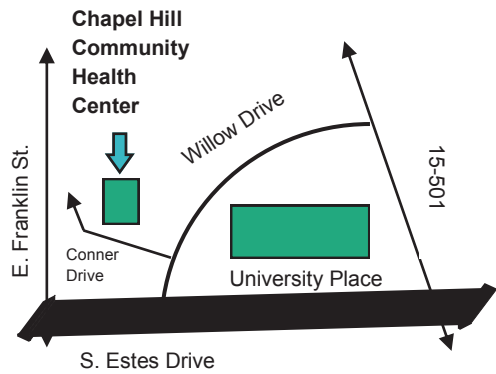 Chapel Hill
Community
Health
Center
Willow Drive
15-501
E. Franklin St.
Conner
Drive
University Place
S. Estes Drive